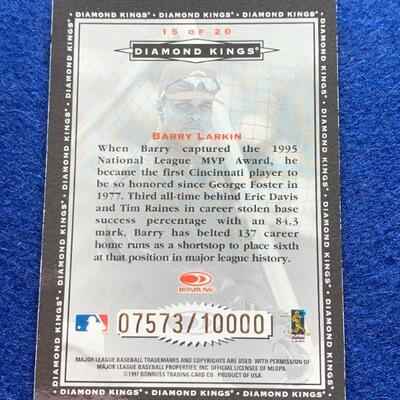 DIAMOND KINGS® • DIAMOND KINGS® • DIAMOND KINGS®
15 OF 20
DIAMOND KINGS®
BARRY LARKIN
When Barry captured the 1995
National League MVP Award, he
became the first Cincinnati player to
be so honored since George Foster in
1977. Third all-time behind Eric Davis
and Tim Raines in career stolen base
success percentage with an 84.3
mark, Barry has belted 137 career
home runs as a shortstop to place sixth
at that position in major league history.
DONRUSS®
07573/10000
MAJOR LEAGUE BASEBALL TRADEMARKS AND COPYRIGHTS ARE USED WITH PERMISSION OF
MAJOR LEAGUE BASEBALL PROPERTIES, INC. OFFICIAL LICENSEE OF MLBPA
©1997 DONRUSS TRADING CARD CO. PRODUCT OF USA
DIAMOND KINGS® • DIAMOND KINGS® • DIAMOND KINGS®